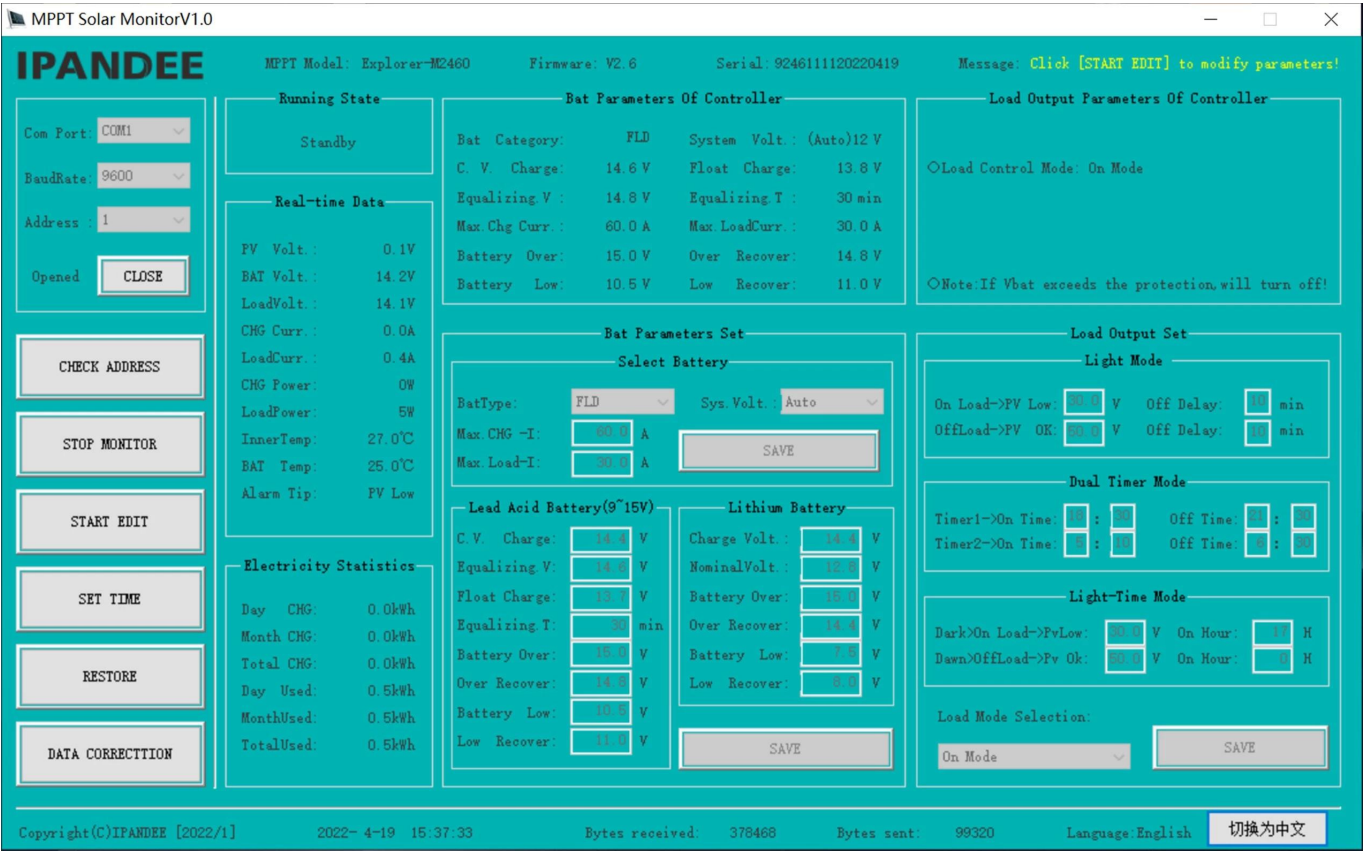 MPPT Solar MonitorV1.0
IPANDEE
MPPT Model: Explorer-M2460 Firmware: V2.6 Serial: 9246111120220419 Message: Click [START EDIT] to modify parameters!
Com Port: COM1
BaudRate: 9600
Address : 1
Opened CLOSE
CHECK ADDRESS
STOP MONITOR
START EDIT
SET TIME
RESTORE
DATA CORRECTTION
Running State
Standby
Real-time Data
PV Volt.: 0.1V
BAT Volt.: 14.2V
LoadVolt.: 14.1V
CHG Curr.: 0.0A
LoadCurr.: 0.4A
CHG Power: 0W
LoadPower: 5W
InnerTemp: 27.0℃
BAT Temp: 25.0℃
Alarm Tip: PV Low
Electricity Statistics
Day CHG: 0.0kWh
Month CHG: 0.0kWh
Total CHG: 0.0kWh
Day Used: 0.5kWh
MonthUsed: 0.5kWh
TotalUsed: 0.5kWh
Bat Parameters Of Controller
Bat Category: FLD System Volt.: (Auto)12 V
C. V. Charge: 14.6 V Float Charge: 13.8 V
Equalizing.V : 14.8 V Equalizing.T : 30 min
Max.Chg Curr.: 60.0 A Max.LoadCurr.: 30.0 A
Battery Over: 15.0 V Over Recover: 14.8 V
Battery Low: 10.5 V Low Recover: 11.0 V
Bat Parameters Set
Select Battery
BatType: FLD Sys.Volt.: Auto
Max.CHG -I: 60.0 A
Max.Load-I: 30.0 A
SAVE
Lead Acid Battery(9~15V)
C.V. Charge: 14.4 V
Equalizing.V: 14.6 V
Float Charge: 13.7 V
Equalizing.T: 30 min
Battery Over: 15.0 V
Over Recover: 14.8 V
Battery Low: 10.5 V
Low Recover: 11.0 V
Lithium Battery
Charge Volt.: 14.4 V
NominalVolt.: 12.8 V
Battery Over: 15.0 V
Over Recover: 14.4 V
Battery Low: 7.5 V
Low Recover: 8.0 V
SAVE
Load Output Parameters Of Controller
○Load Control Mode: On Mode
○Note:If Vbat exceeds the protection,will turn off!
Load Output Set
Light Mode
On Load->PV Low: 30.0 V Off Delay: 10 min
OffLoad->PV OK: 50.0 V Off Delay: 10 min
Dual Timer Mode
Timer1->On Time: 18 : 30 Off Time: 21 : 30
Timer2->On Time: 5 : 10 Off Time: 6 : 30
Light-Time Mode
Dark>On Load->PvLow: 30.0 V On Hour: 17 H
Dawn>OffLoad->Pv Ok: 50.0 V On Hour: 0 H
Load Mode Selection:
On Mode SAVE
Copyright(C)IPANDEE [2022/1] 2022- 4-19 15:37:33 Bytes received: 378468 Bytes sent: 99320 Language:English 切换为中文